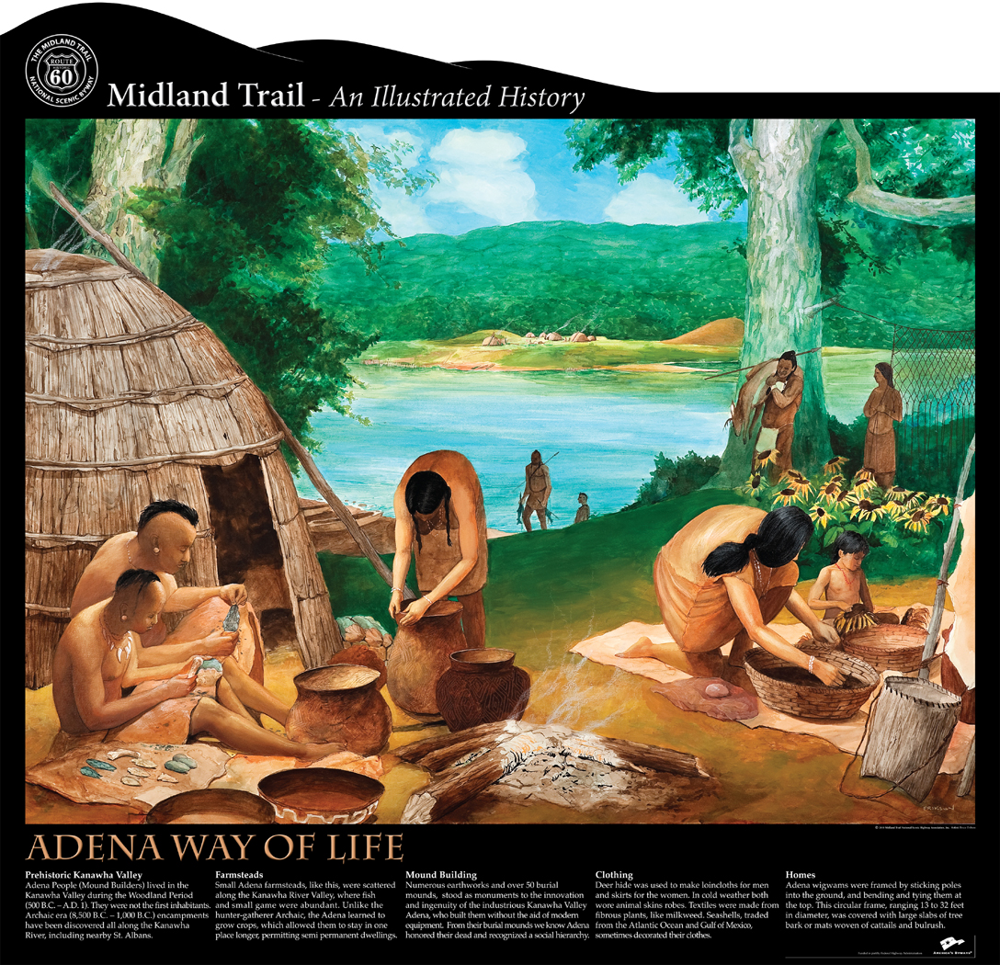 THE MIDLAND TRAIL
ROUTE
HISTORIC
60
NATIONAL SCENIC BYWAY
Midland Trail - An Illustrated History
ERIKSON
ADENA WAY OF LIFE
Prehistoric Kanawha Valley
Adena People (Mound Builders) lived in the
Kanawha Valley during the Woodland Period
(500 B.C. – A.D. 1). They were not the first inhabitants.
Archaic era (8,500 B.C. – 1,000 B.C.) encampments
have been discovered all along the Kanawha
River, including nearby St. Albans.
Farmsteads
Small Adena farmsteads, like this, were scattered
along the Kanawha River Valley, where fish
and small game were abundant. Unlike the
hunter-gatherer Archaic, the Adena learned to
grow crops, which allowed them to stay in one
place longer, permitting semi permanent dwellings.
Mound Building
Numerous earthworks and over 50 burial
mounds, stood as monuments to the innovation
and ingenuity of the industrious Kanawha Valley
Adena, who built them without the aid of modern
equipment. From their burial mounds we know Adena
honored their dead and recognized a social hierarchy.
Clothing
Deer hide was used to make loincloths for men
and skirts for the women. In cold weather both
wore animal skins robes. Textiles were made from
fibrous plants, like milkweed. Seashells, traded
from the Atlantic Ocean and Gulf of Mexico,
sometimes decorated their clothes.
Homes
Adena wigwams were framed by sticking poles
into the ground, and bending and tying them at
the top. This circular frame, ranging 13 to 32 feet
in diameter, was covered with large slabs of tree
bark or mats woven of cattails and bulrush.
AMERICA'S BYWAYS